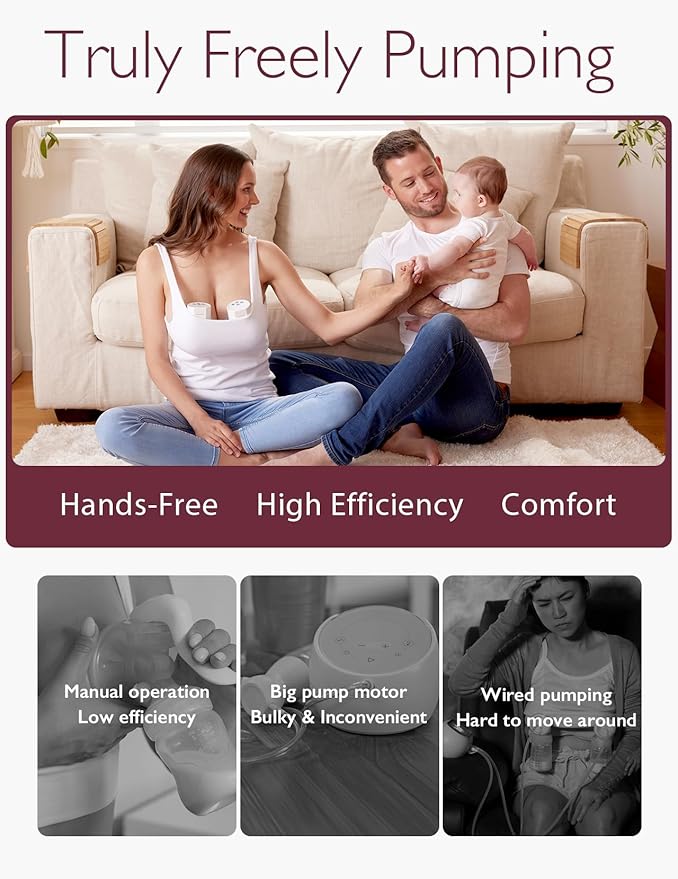 Truly Freely Pumping
Hands-Free
High Efficiency
Comfort
Manual operation
Low efficiency
Big pump motor
Bulky & Inconvenient
Wired pumping
Hard to move around